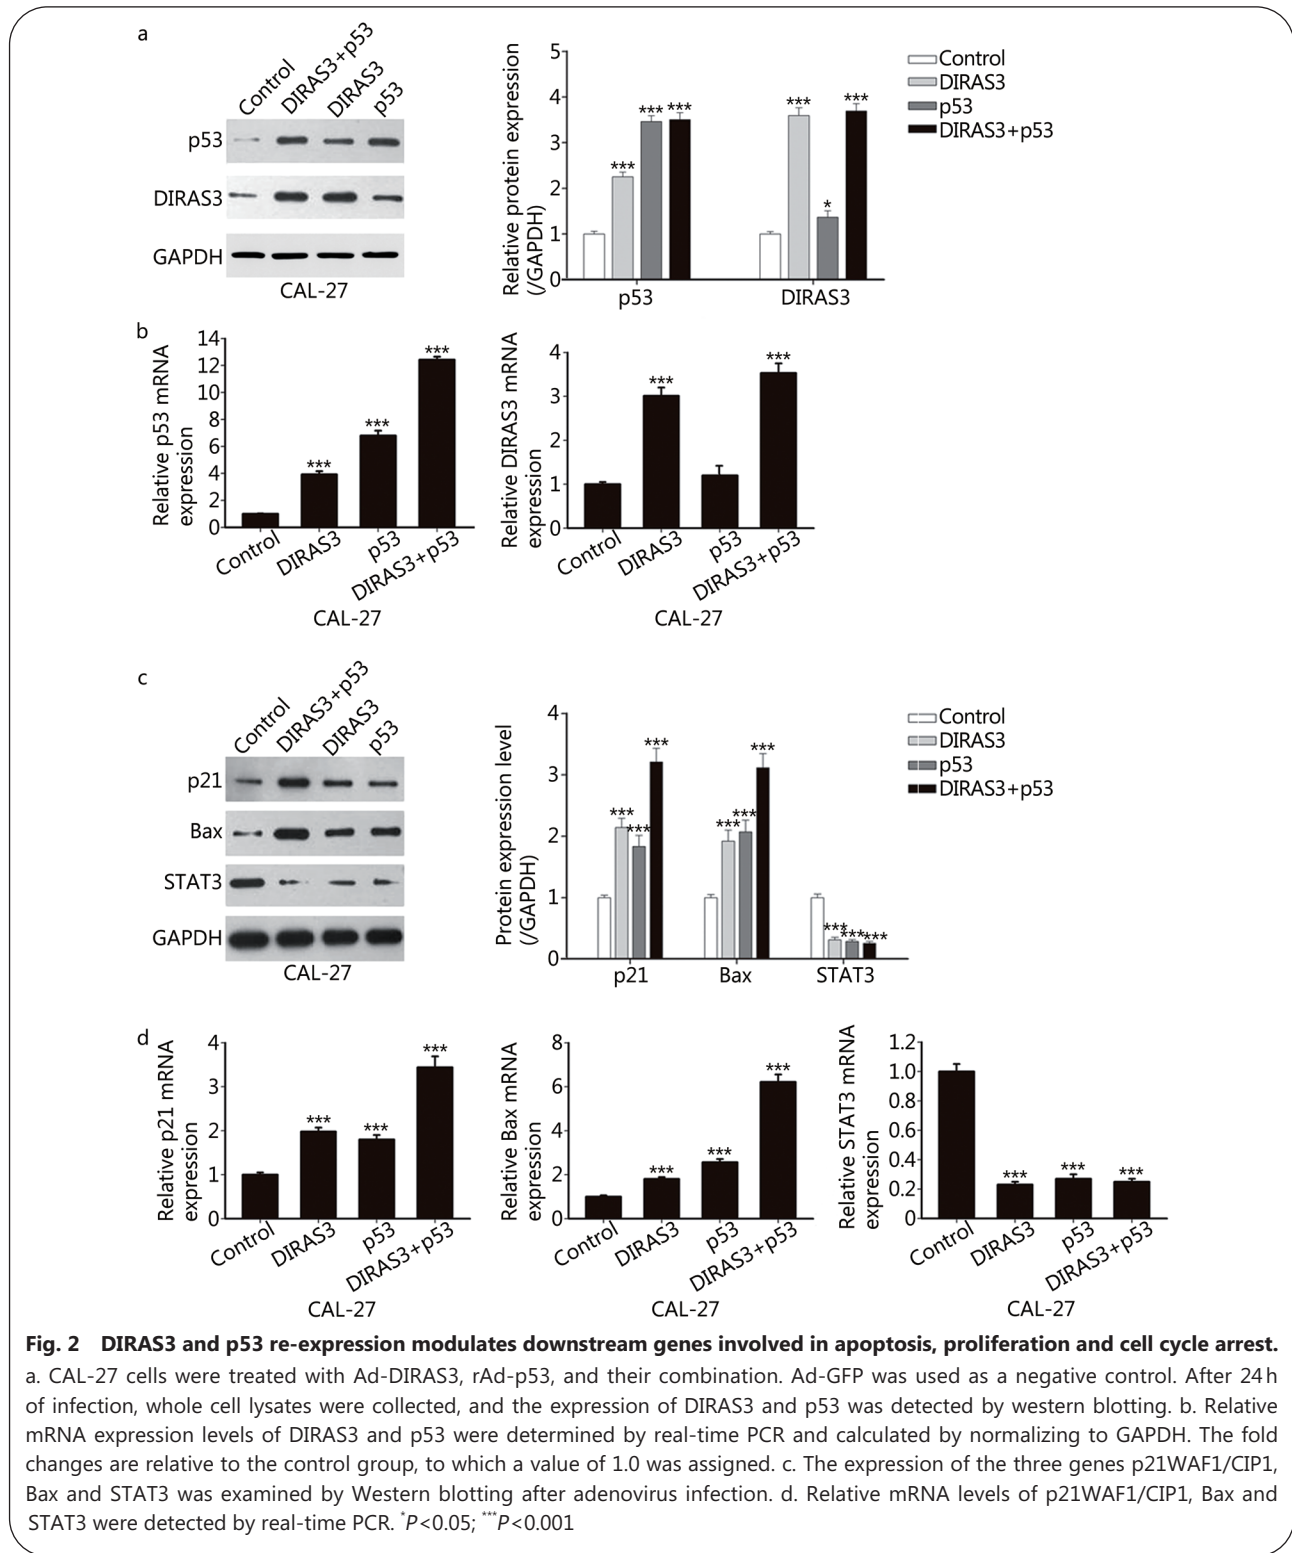 a
Control
DIRAS3+p53
DIRAS3
p53
p53
DIRAS3
GAPDH
CAL-27
Relative protein expression
(/GAPDH)
5
4
3
2
1
0
***
***
***
***
*
***
p53
DIRAS3
Control
DIRAS3
p53
DIRAS3+p53
b
Relative p53 mRNA
expression
14
12
10
8
6
4
2
0
***
***
***
Control
DIRAS3
p53
DIRAS3+p53
CAL-27
Relative DIRAS3 mRNA
expression
4
3
2
1
0
***
***
Control
DIRAS3
p53
DIRAS3+p53
CAL-27
c
Control
DIRAS3+p53
DIRAS3
p53
p21
Bax
STAT3
GAPDH
CAL-27
Protein expression level
(/GAPDH)
4
3
2
1
0
***
***
***
***
***
***
***
***
***
p21
Bax
STAT3
Control
DIRAS3
p53
DIRAS3+p53
d
Relative p21 mRNA
expression
4
3
2
1
0
***
***
***
Control
DIRAS3
p53
DIRAS3+p53
CAL-27
Relative Bax mRNA
expression
8
6
4
2
0
***
***
***
Control
DIRAS3
p53
DIRAS3+p53
CAL-27
Relative STAT3 mRNA
expression
1.2
1.0
0.8
0.6
0.4
0.2
0
***
***
***
Control
DIRAS3
p53
DIRAS3+p53
CAL-27
Fig. 2 DIRAS3 and p53 re-expression modulates downstream genes involved in apoptosis, proliferation and cell cycle arrest.
a. CAL-27 cells were treated with Ad-DIRAS3, rAd-p53, and their combination. Ad-GFP was used as a negative control. After 24h
of infection, whole cell lysates were collected, and the expression of DIRAS3 and p53 was detected by western blotting. b. Relative
mRNA expression levels of DIRAS3 and p53 were determined by real-time PCR and calculated by normalizing to GAPDH. The fold
changes are relative to the control group, to which a value of 1.0 was assigned. c. The expression of the three genes p21WAF1/CIP1,
Bax and STAT3 was examined by Western blotting after adenovirus infection. d. Relative mRNA levels of p21WAF1/CIP1, Bax and
STAT3 were detected by real-time PCR. *P<0.05; ***P<0.001